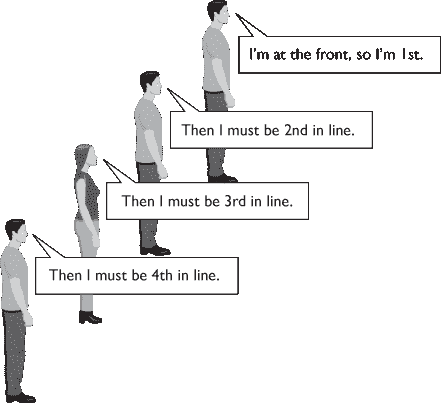 I'm at the front, so I'm 1st.
Then I must be 2nd in line.
Then I must be 3rd in line.
Then I must be 4th in line.